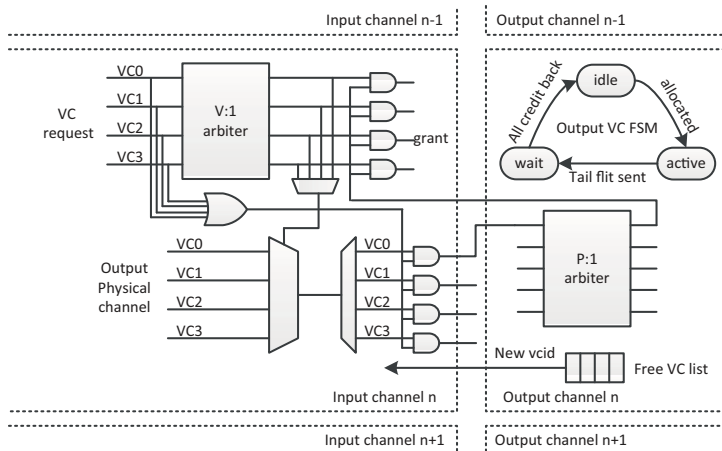 Input channel n-1
Output channel n-1
VC0
VC1
VC2
VC3
VC
request
V:1
arbiter
grant
All credit back
idle
allocated
Output VC FSM
wait
active
Tail flit sent
VC0
VC1
VC2
VC3
Output
Physical
channel
VC0
VC1
VC2
VC3
P:1
arbiter
New vcid
Free VC list
Input channel n
Output channel n
Input channel n+1
Output channel n+1